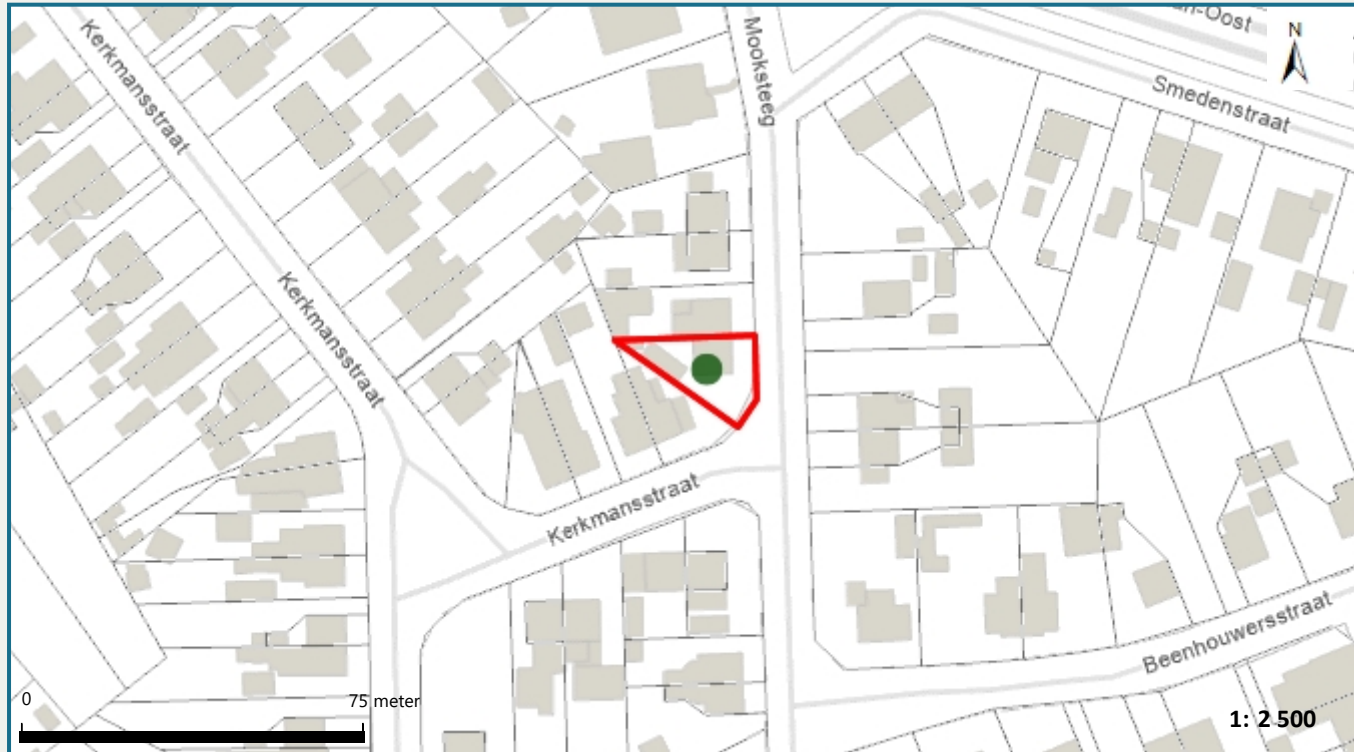 Mooksteeg
N
Kerkmansstraat
Smedenstraat
Kerkmansstraat
Kerkmansstraat
Beenhouwersstraat
0
75 meter
1: 2 500